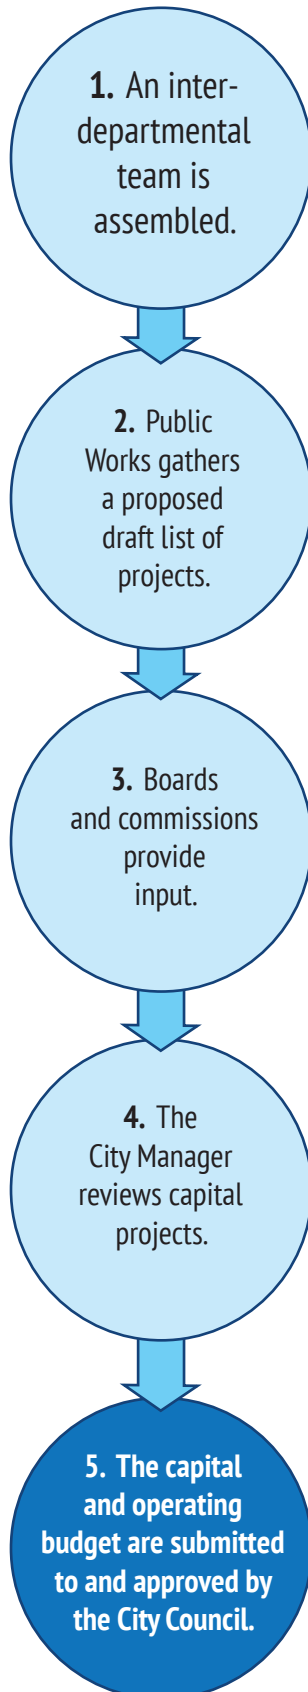 1. An inter-
departmental
team is
assembled.
2. Public
Works gathers
a proposed
draft list of
projects.
3. Boards
and commissions
provide
input.
4. The
City Manager
reviews capital
projects.
5. The capital
and operating
budget are submitted
to and approved by
the City Council.